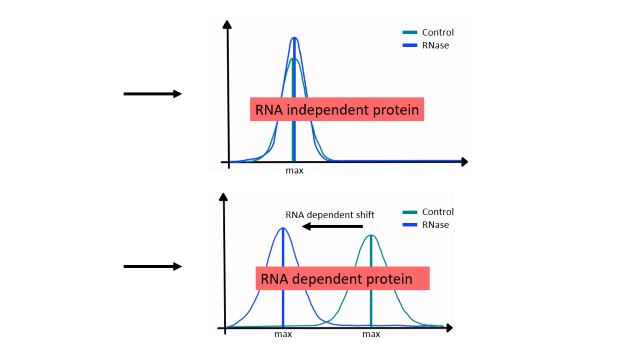 Control
RNase
RNA independent protein
max
RNA dependent shift
Control
RNase
RNA dependent protein
max
max